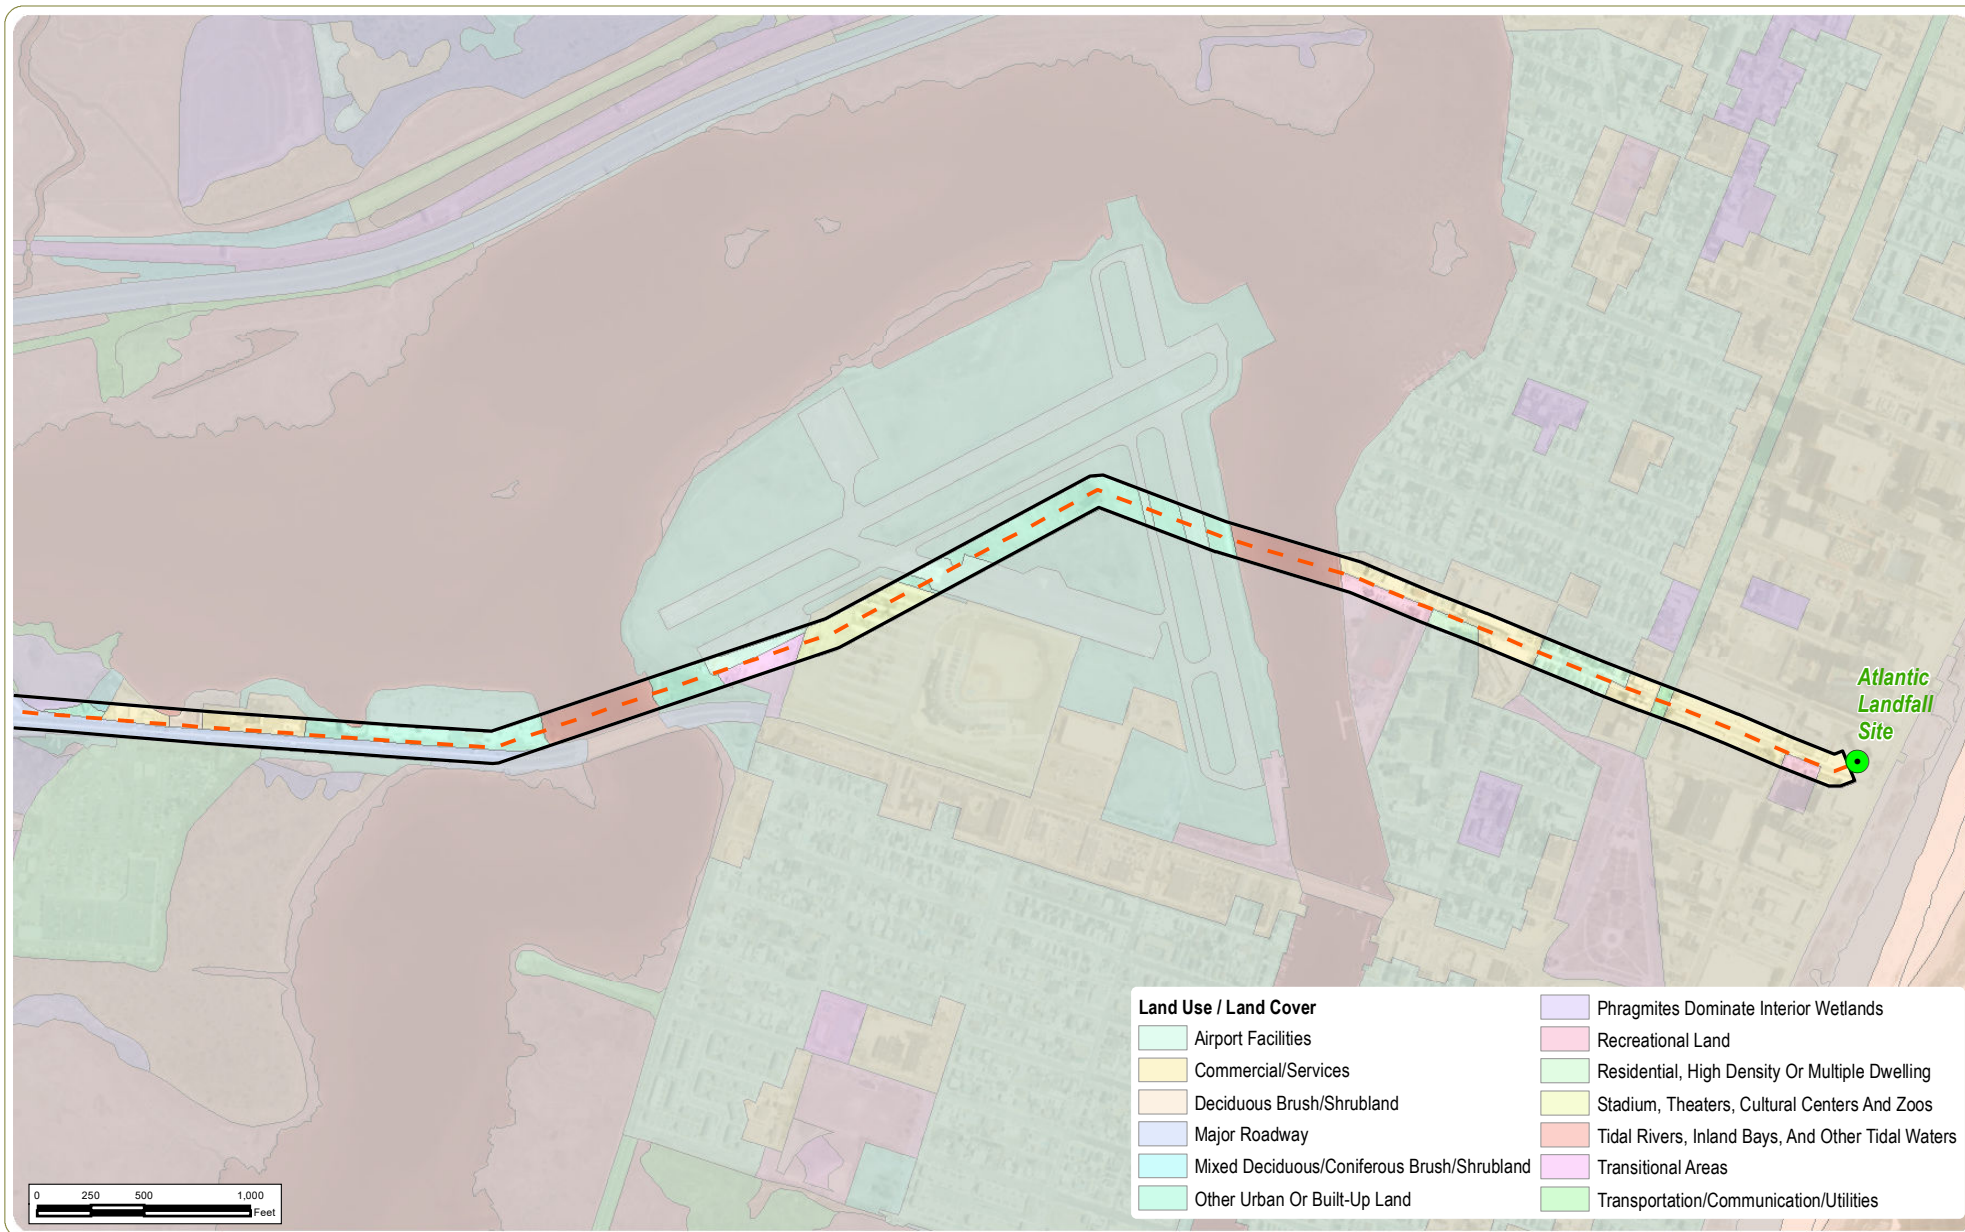 Atlantic
Landfall
Site
Land Use / Land Cover
Airport Facilities
Commercial/Services
Deciduous Brush/Shrubland
Major Roadway
Mixed Deciduous/Coniferous Brush/Shrubland
Other Urban Or Built-Up Land
Phragmites Dominate Interior Wetlands
Recreational Land
Residential, High Density Or Multiple Dwelling
Stadium, Theaters, Cultural Centers And Zoos
Tidal Rivers, Inland Bays, And Other Tidal Waters
Transitional Areas
Transportation/Communication/Utilities
0 250 500 1,000
Feet